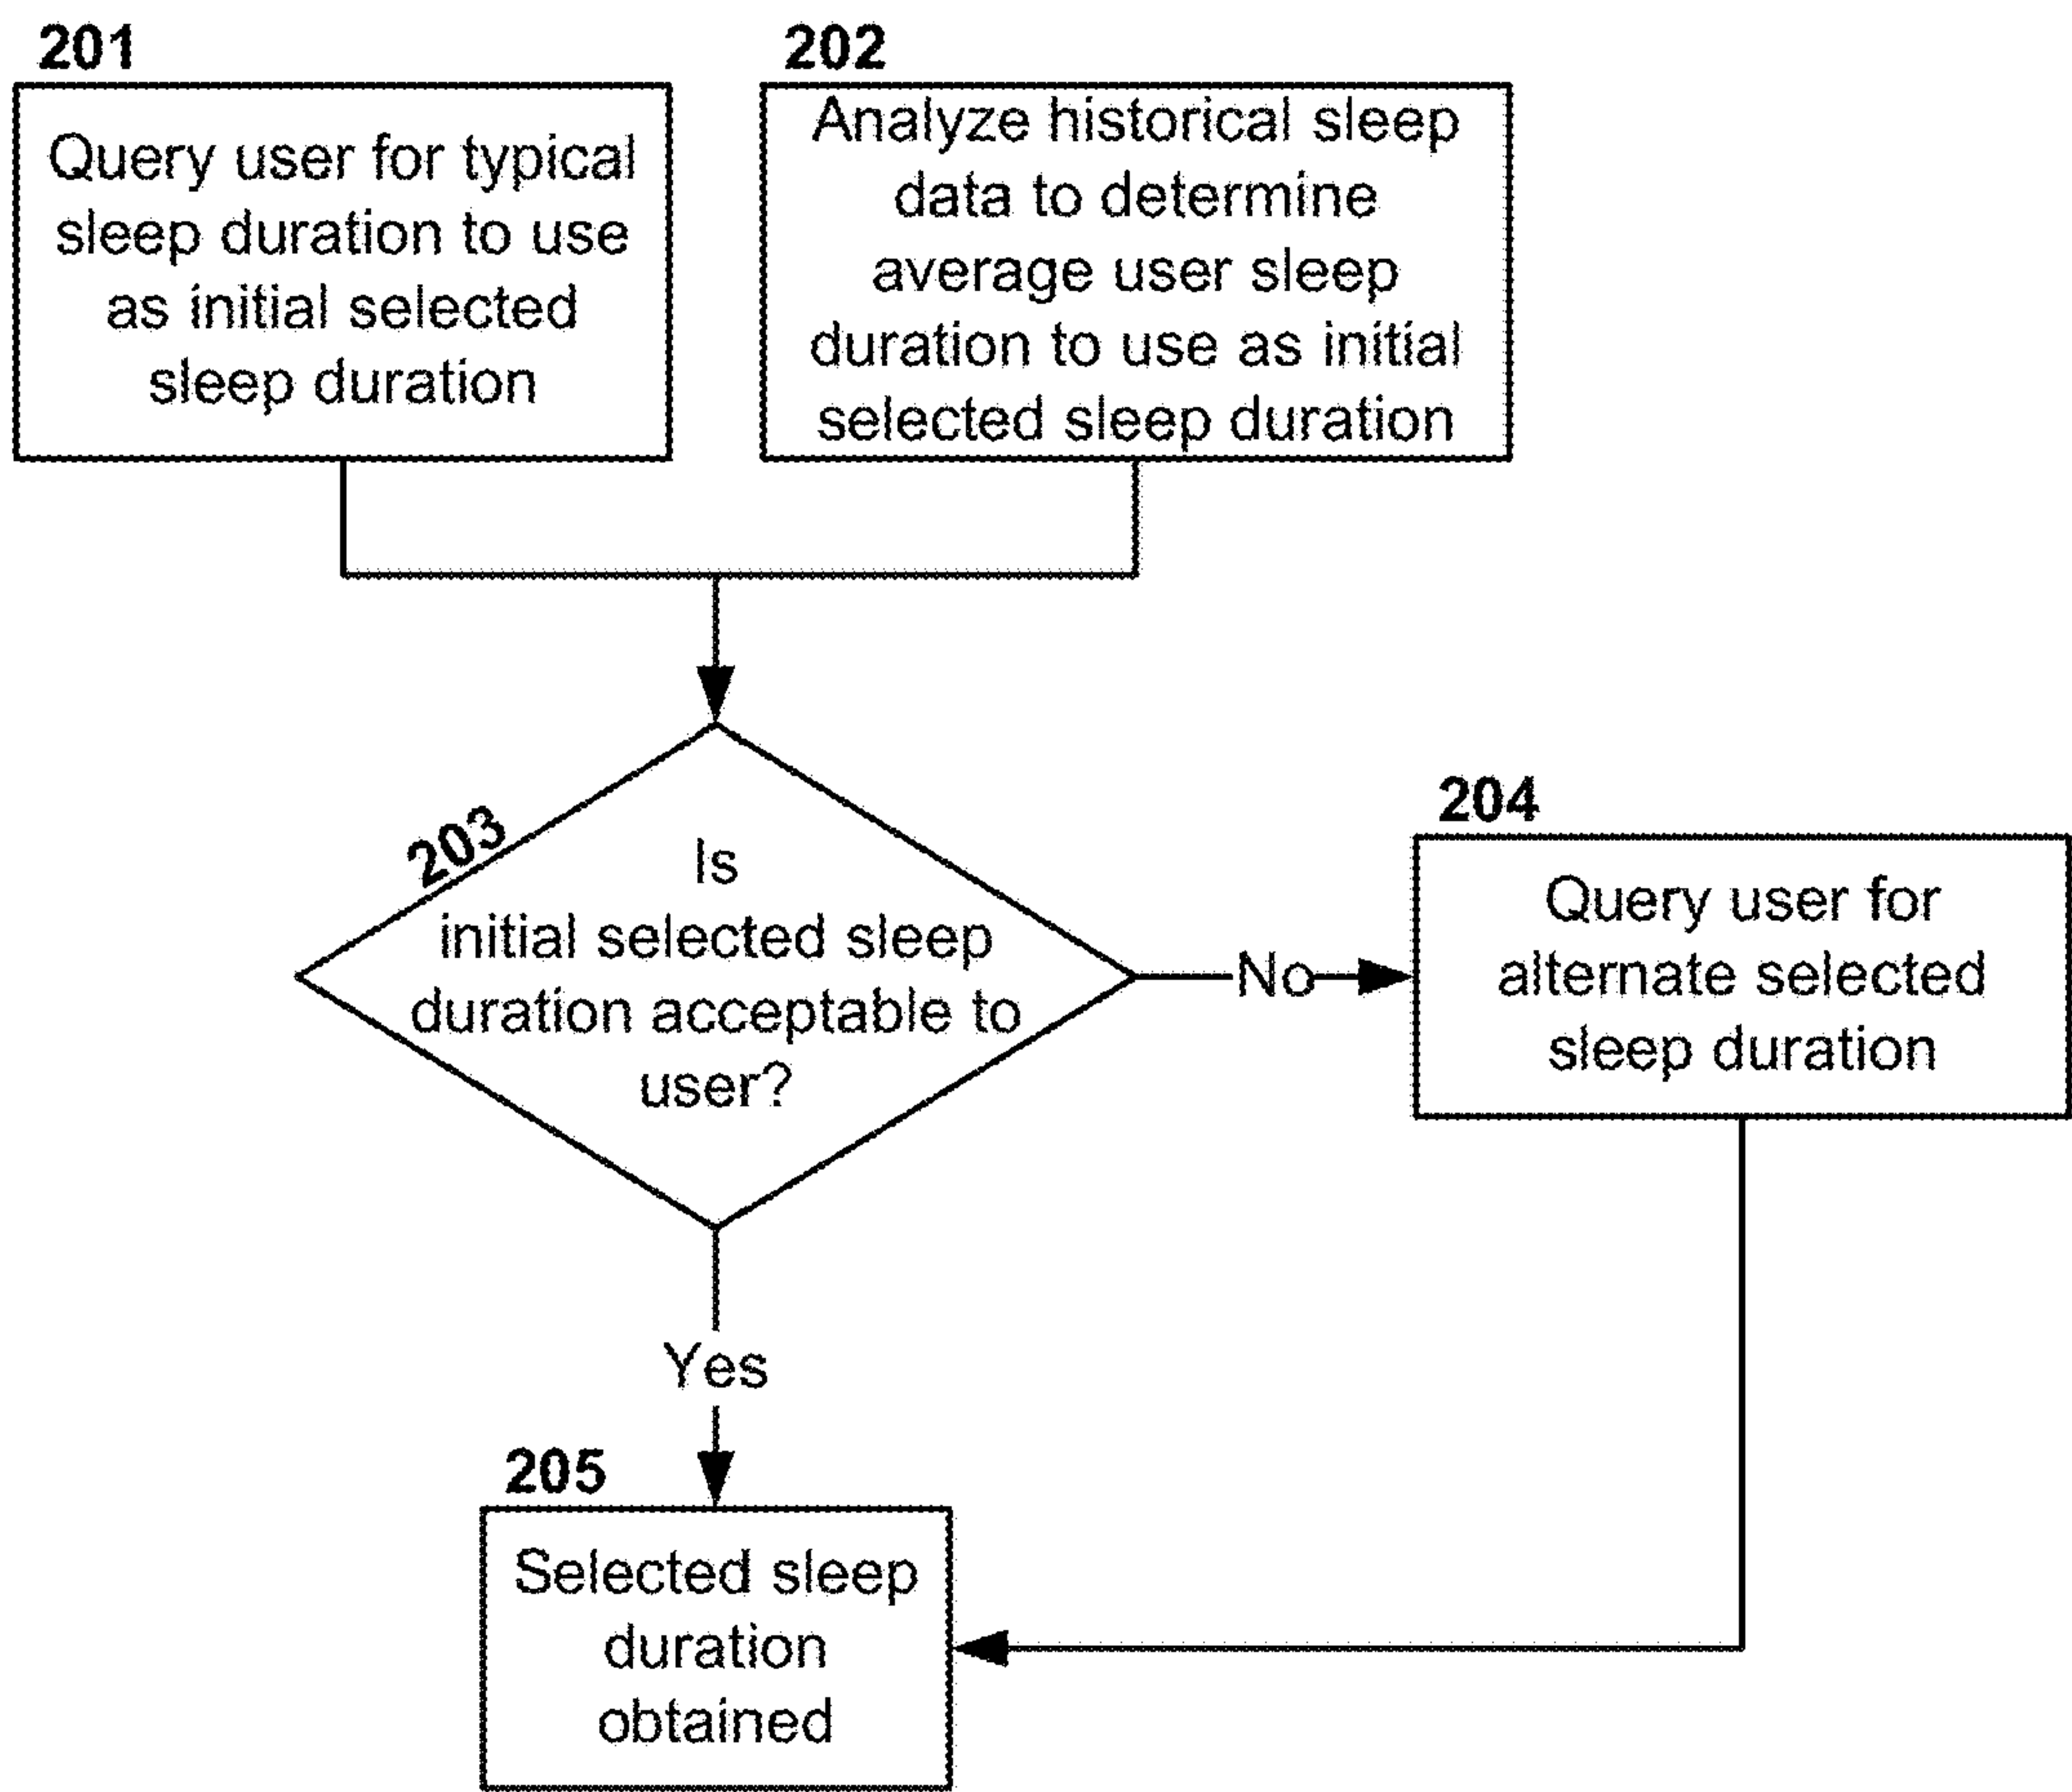 201
Query user for typical
sleep duration to use
as initial selected
sleep duration
202
Analyze historical sleep
data to determine
average user sleep
duration to use as initial
selected sleep duration
203
Is
initial selected sleep
duration acceptable to
user?
No
204
Query user for
alternate selected
sleep duration
Yes
205
Selected sleep
duration
obtained